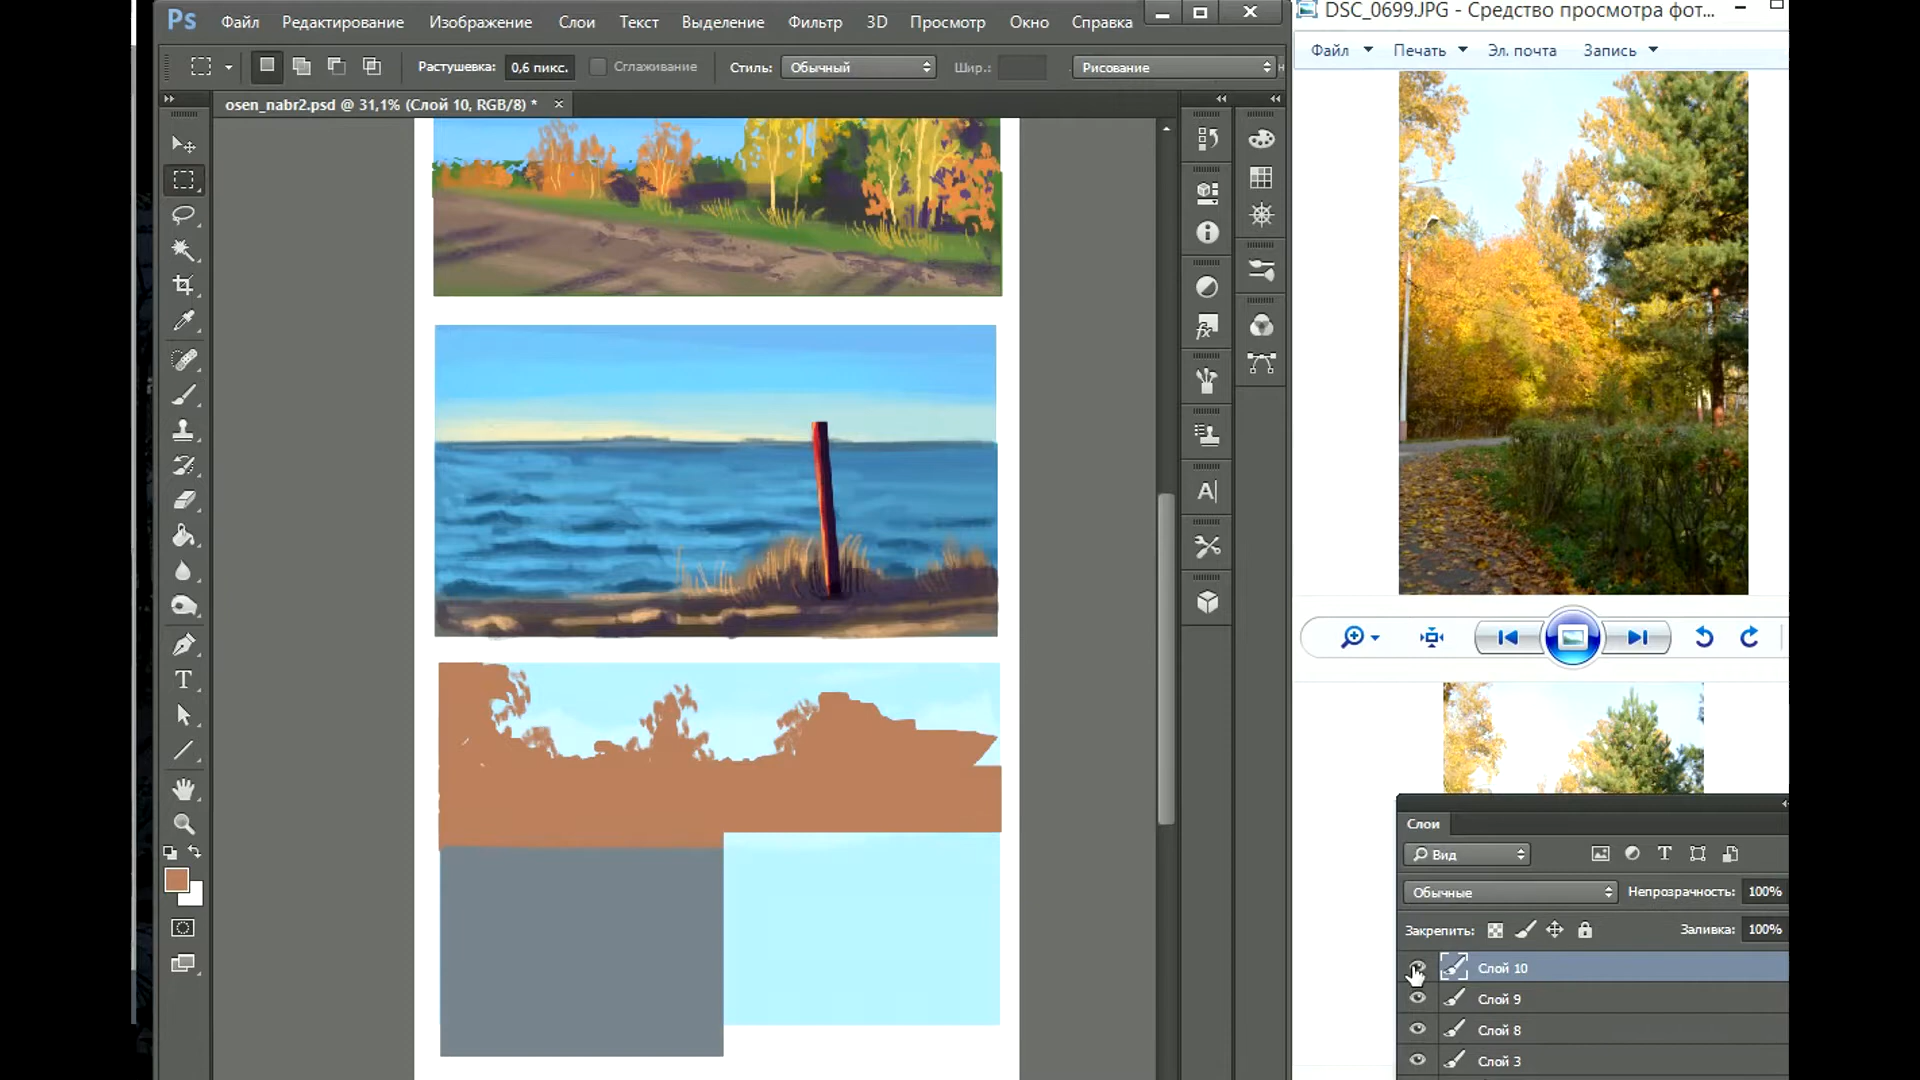 Ps Файл Редактирование Изображение Слои Текст Выделение Фильтр 3D Просмотр Окно Справка
DSC_0699.JPG - Средство просмотра фот...
Файл Печать Эл. почта Запись
Растушевка: 0,6 пикс. Сглаживание Стиль: Обычный Шир.: Рисование
osen_nabr2.psd @ 31,1% (Слой 10, RGB/8) *
Слои
Вид
Обычные Непрозрачность: 100%
Закрепить: Заливка: 100%
Слой 10
Слой 9
Слой 8
Слой 3